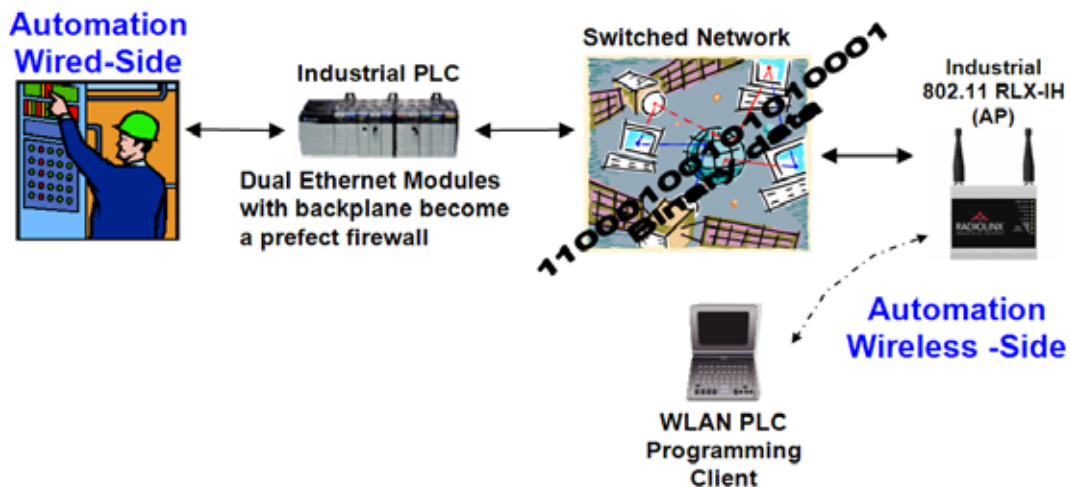 Automation
Wired-Side
Industrial PLC
Dual Ethernet Modules
with backplane become
a prefect firewall
Switched Network
1100010010101010001
Binary data
Industrial
802.11 RLX-IH
(AP)
RADIOLINX
Automation
Wireless -Side
WLAN PLC
Programming
Client